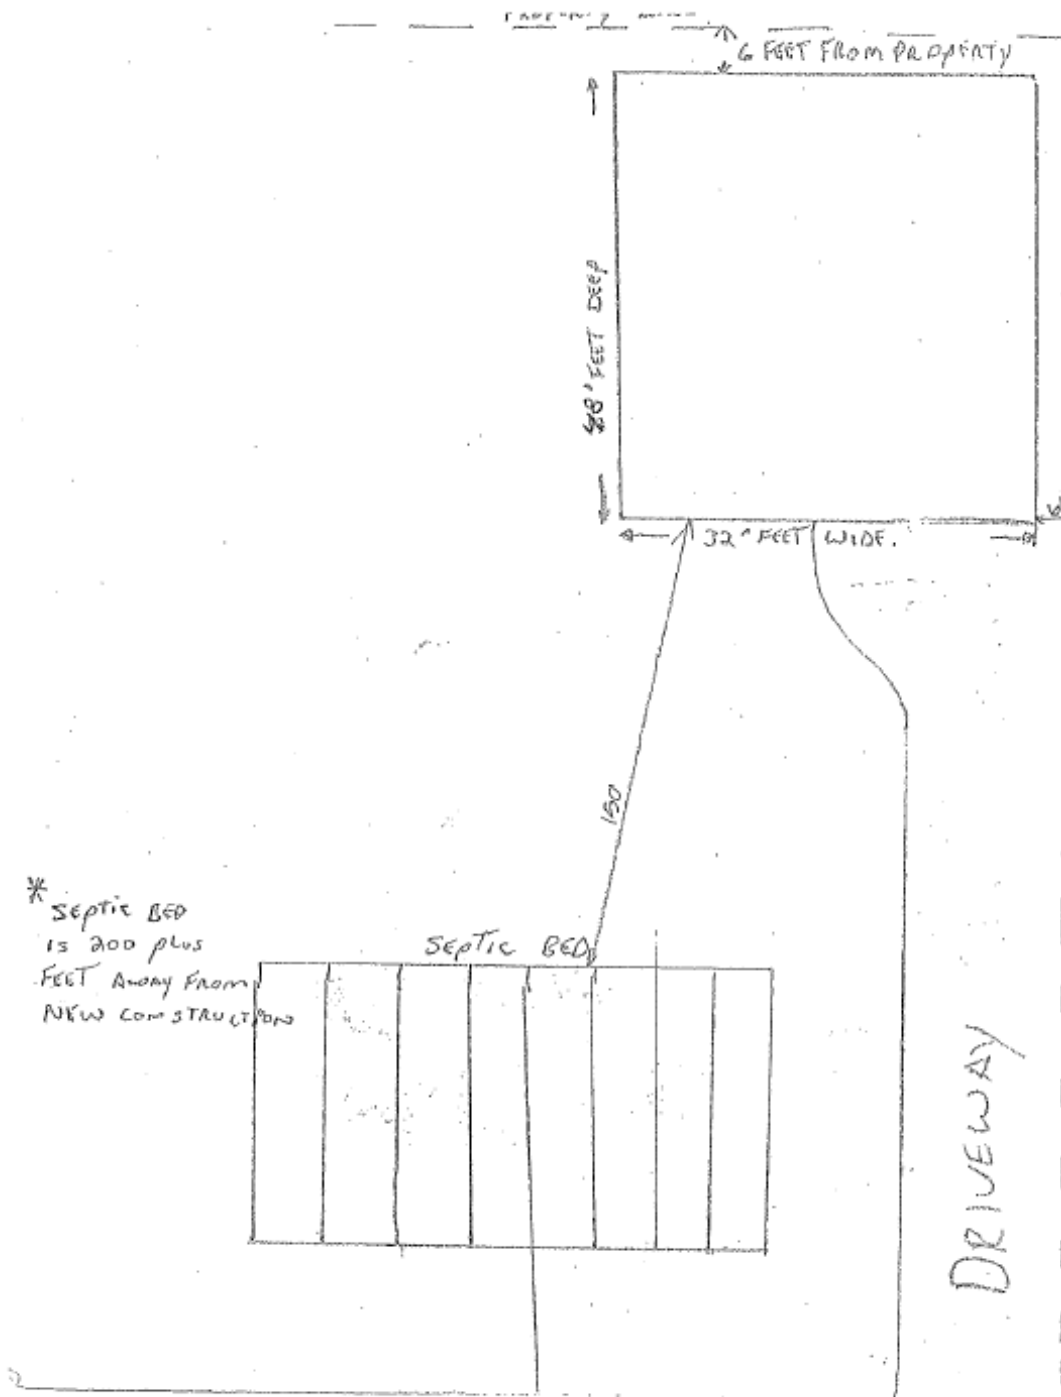 6 FEET FROM PROPERTY
FEET DEEP
32" FEET WIDE.
150
* SEPTIC BED
IS 200 plus
FEET AWAY FROM
NEW CONSTRUCTION
SEPTIC BED
DRIVEWAY